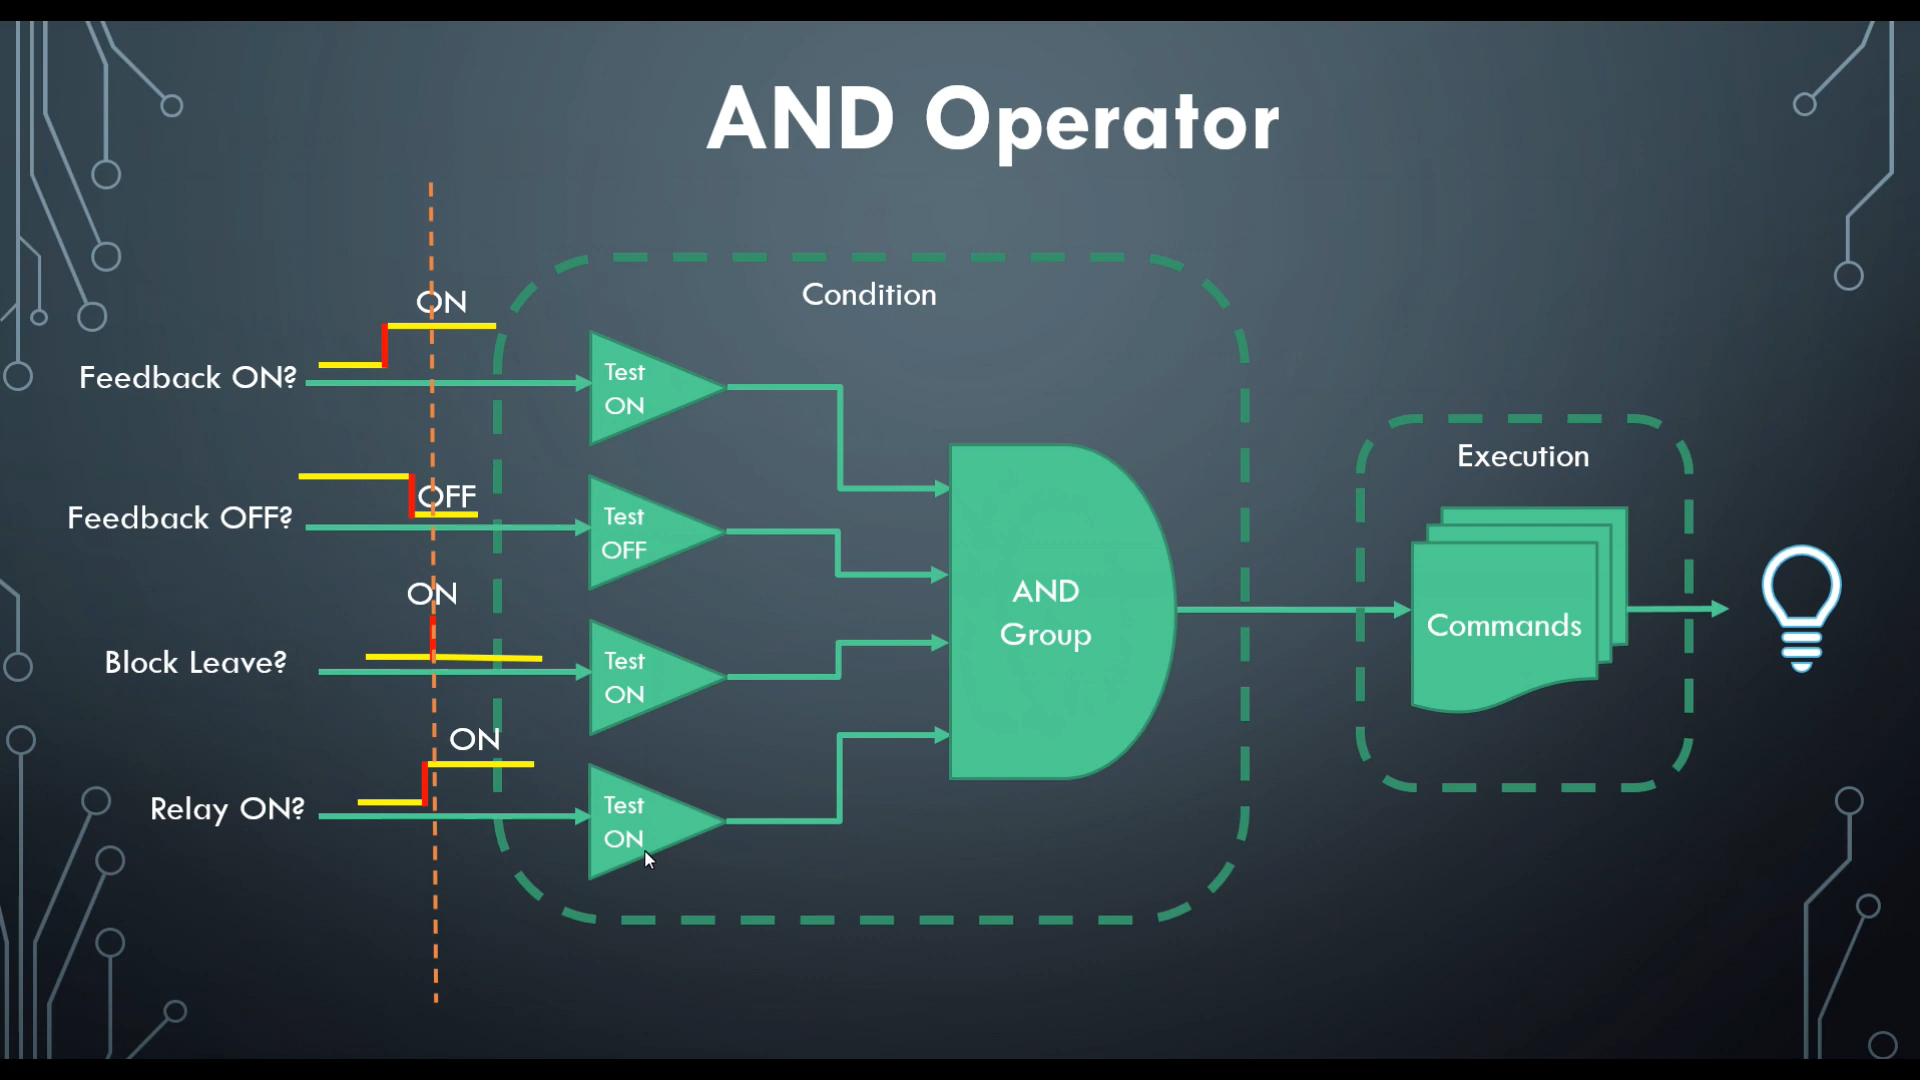 AND Operator
Condition
ON
Feedback ON?
Test
ON
Execution
OFF
Feedback OFF?
Test
OFF
ON
AND
Group
Commands
Block Leave?
Test
ON
ON
Relay ON?
Test
ON